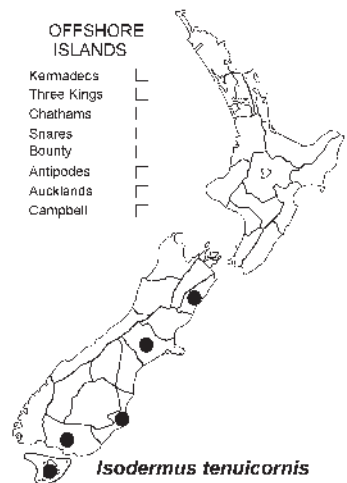 OFFSHORE
ISLANDS
Kermadecs
Three Kings
Chathams
Snares
Bounty
Antipodes
Aucklands
Campbell
Isodermus tenuicornis